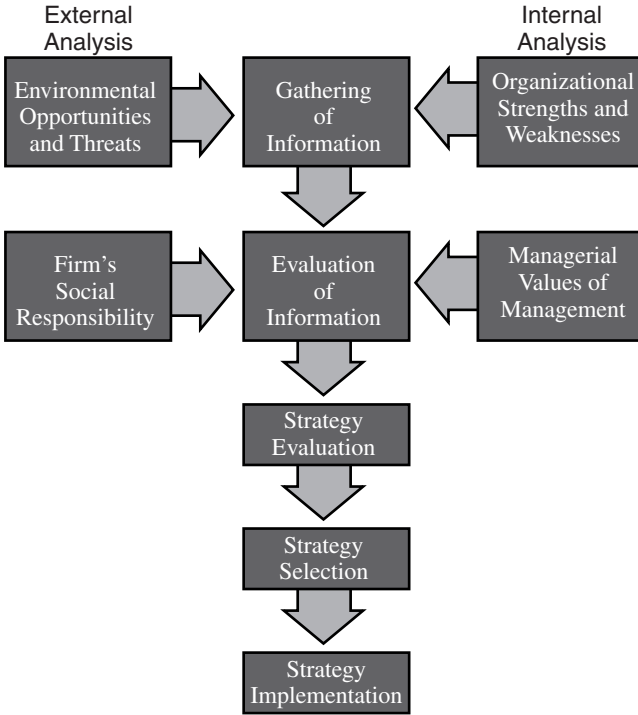 External
Analysis
Internal
Analysis
Environmental
Opportunities
and Threats
Gathering
of
Information
Organizational
Strengths and
Weaknesses
Firm's
Social
Responsibility
Evaluation
of
Information
Managerial
Values of
Management
Strategy
Evaluation
Strategy
Selection
Strategy
Implementation